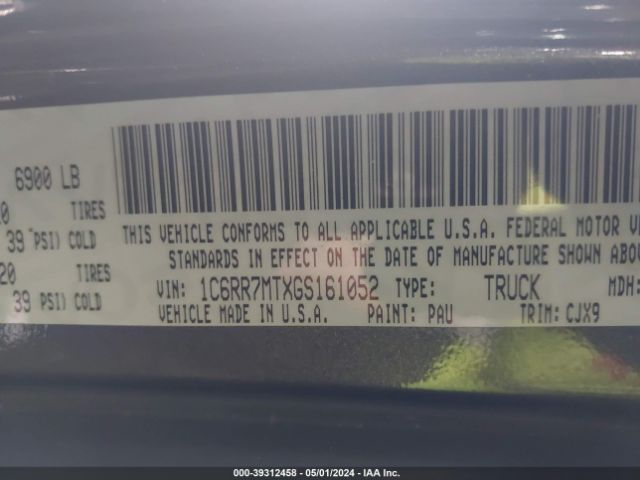 6900 LB
20 TIRES
39 PSI) COLD
20 TIRES
39 PSI) COLD
THIS VEHICLE CONFORMS TO ALL APPLICABLE U.S.A. FEDERAL MOTOR
STANDARDS IN EFFECT ON THE DATE OF MANUFACTURE SHOWN ABOV
VIN: 1C6RR7MTXGS161052 TYPE: TRUCK MDH:
VEHICLE MADE IN U.S.A. PAINT: PAU TRIM: CJX9
000-39312458 - 05/01/2024 - IAA Inc.